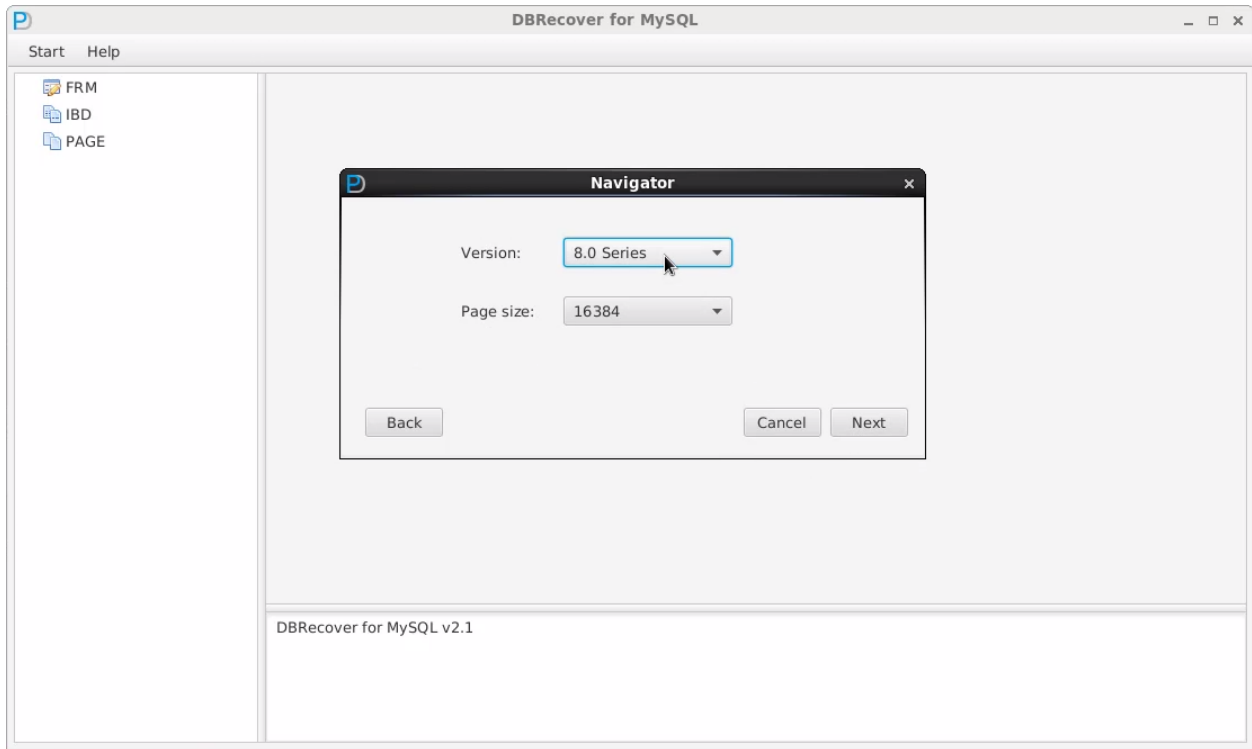 DBRecover for MySQL
Start Help
FRM
IBD
PAGE
Navigator
Version: 8.0 Series
Page size: 16384
Back Cancel Next
DBRecover for MySQL v2.1